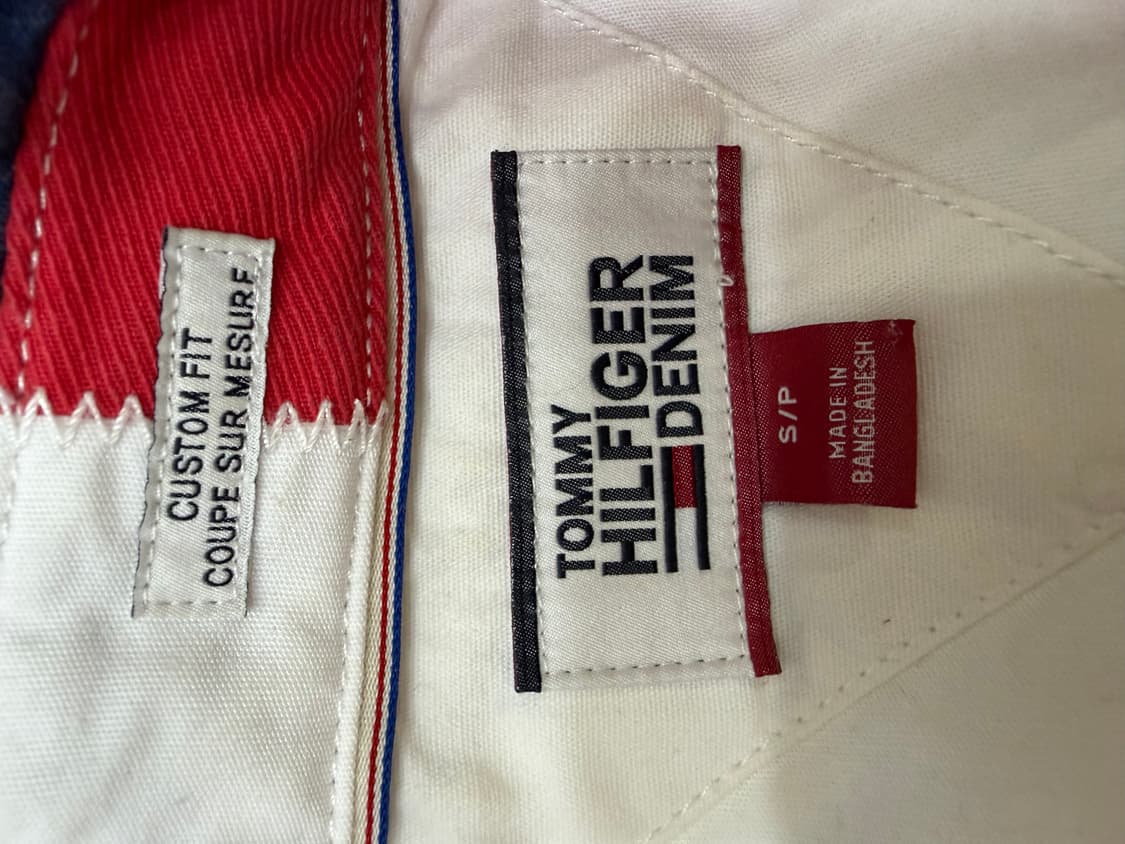 CUSTOM FIT
COUPE SUR MESURE
TOMMY
HILFIGER
DENIM
S/P
MADE IN
BANGLADESH